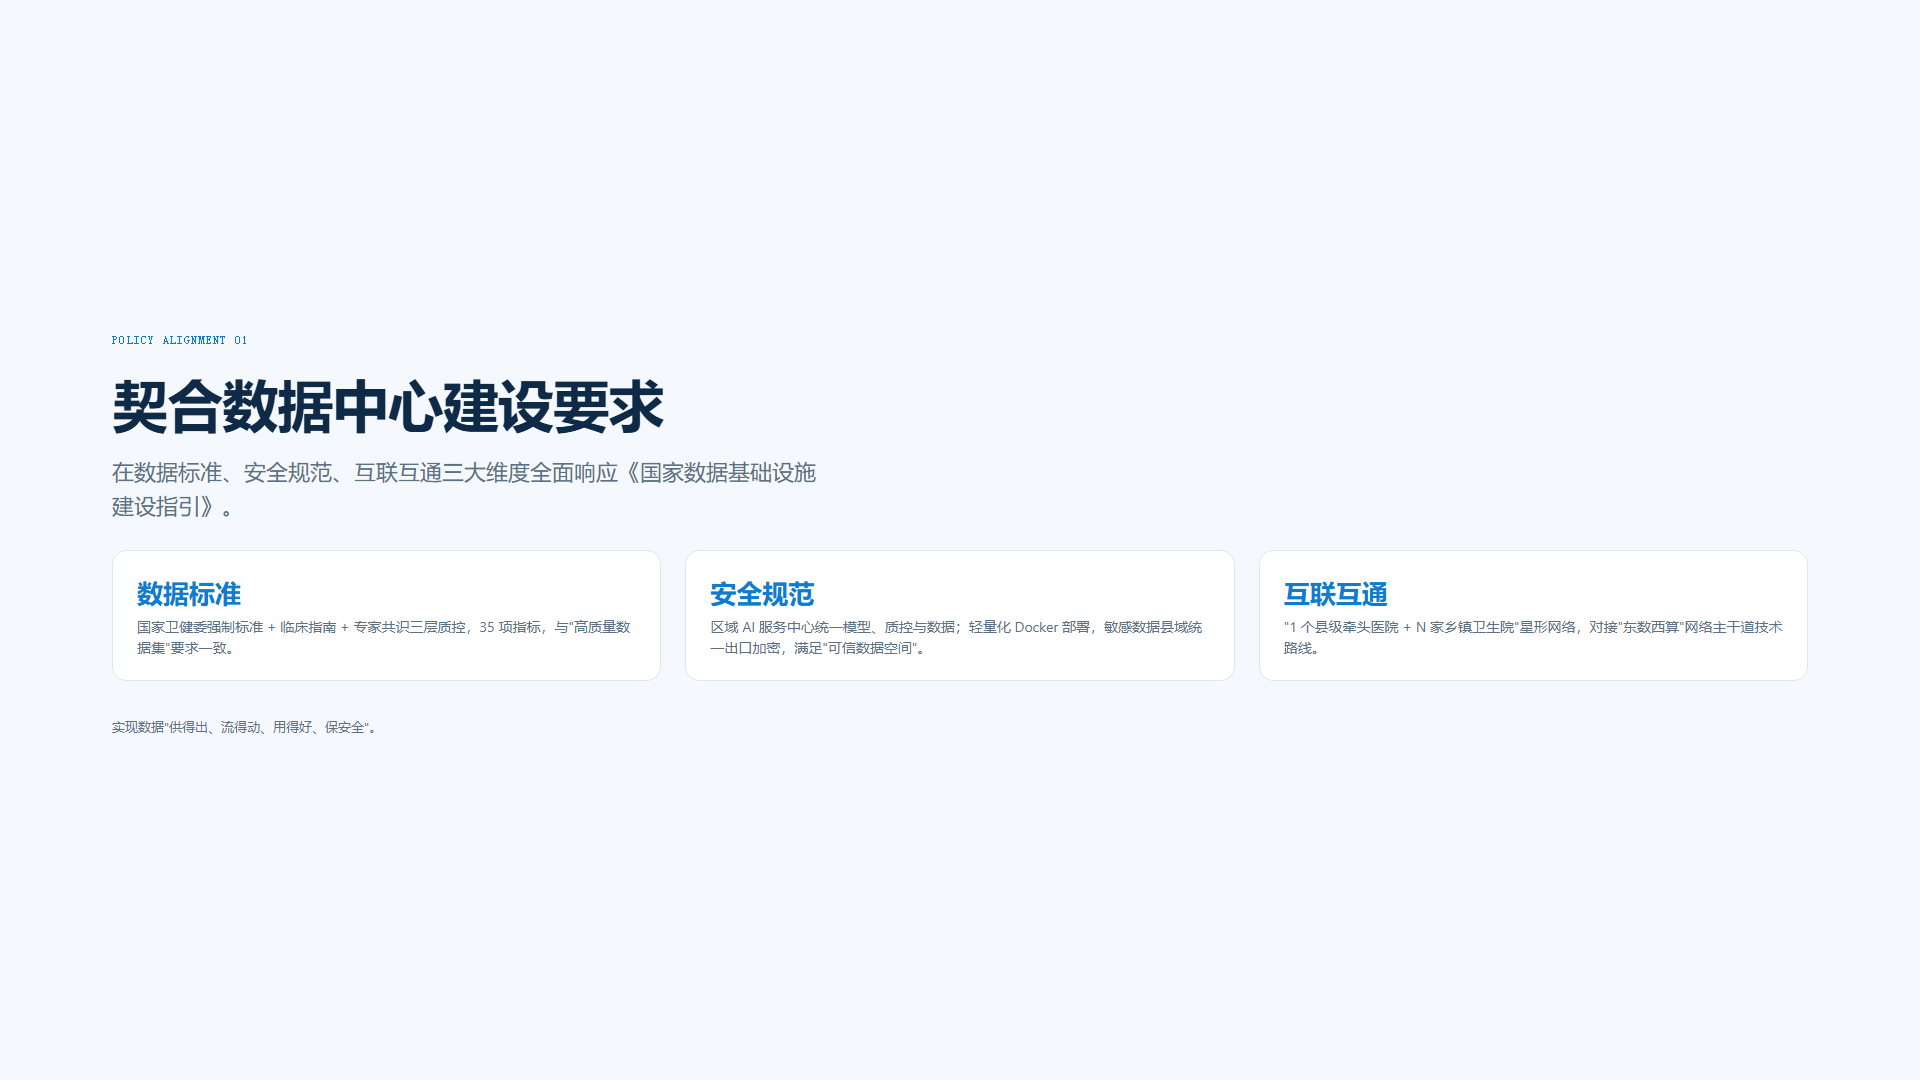 POLICY ALIGNMENT 01
契合数据中心建设要求
在数据标准、安全规范、互联互通三大维度全面响应《国家数据基础设施
建设指引》。
数据标准
国家卫健委强制标准 + 临床指南 + 专家共识三层质控，35 项指标，与"高质量数
据集"要求一致。
安全规范
区域 AI 服务中心统一模型、质控与数据；轻量化 Docker 部署，敏感数据县域统
一出口加密，满足"可信数据空间"。
互联互通
"1 个县级牵头医院 + N 家乡镇卫生院"星形网络，对接"东数西算"网络主干道技术
路线。
实现数据"供得出、流得动、用得好、保安全"。